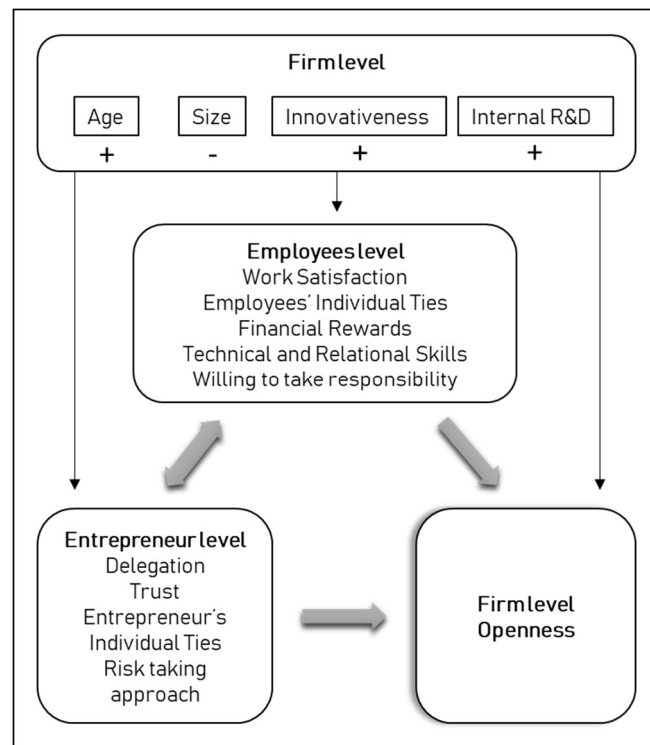 Firm level
Age Size Innovativeness Internal R&D
+ - + +
Employees level
Work Satisfaction
Employees' Individual Ties
Financial Rewards
Technical and Relational Skills
Willing to take responsibility
Entrepreneur level
Delegation
Trust
Entrepreneur's
Individual Ties
Risk taking
approach
Firm level
Openness